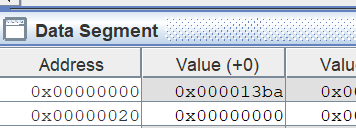 Data Segment
Address Value (+0)
0x00000000 0x000013ba
0x00000020 0x00000000